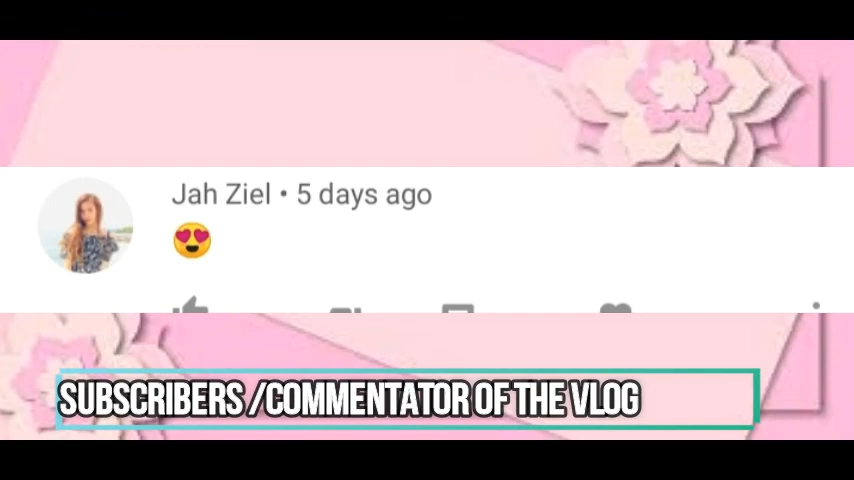 Jah Ziel • 5 days ago
😍
SUBSCRIBERS /COMMENTATOR OF THE VLOG